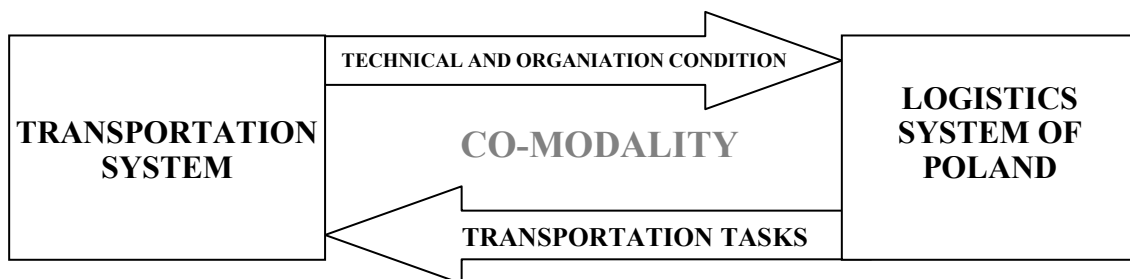 TECHNICAL AND ORGANIATION CONDITION
TRANSPORTATION
SYSTEM
CO-MODALITY
LOGISTICS
SYSTEM OF
POLAND
TRANSPORTATION TASKS